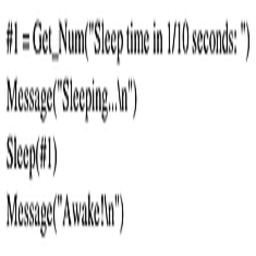 #1 = Get_Num("Sleep time in 1/10 seconds: ")
Message("Sleeping...\n")
Sleep(#1)
Message("Awake!\n")